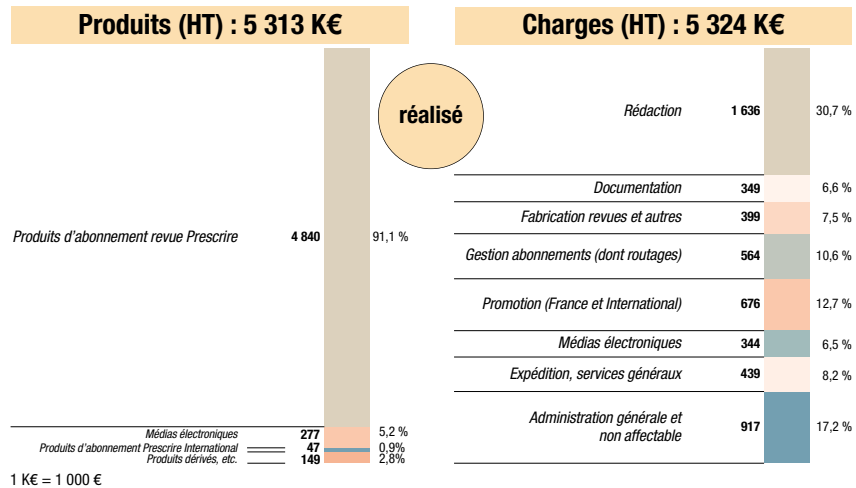 Produits (HT) : 5 313 K€
Produits d'abonnement revue Prescrire 4 840 91,1 %
Médias électroniques 277 5,2 %
Produits d'abonnement Prescrire International 47 0,9%
Produits dérivés, etc. 149 2,8%
1 K€ = 1 000 €
réalisé
Charges (HT) : 5 324 K€
Rédaction 1 636 30,7 %
Documentation 349 6,6 %
Fabrication revues et autres 399 7,5 %
Gestion abonnements (dont routages) 564 10,6 %
Promotion (France et International) 676 12,7 %
Médias électroniques 344 6,5 %
Expédition, services généraux 439 8,2 %
Administration générale et
non affectable 917 17,2 %